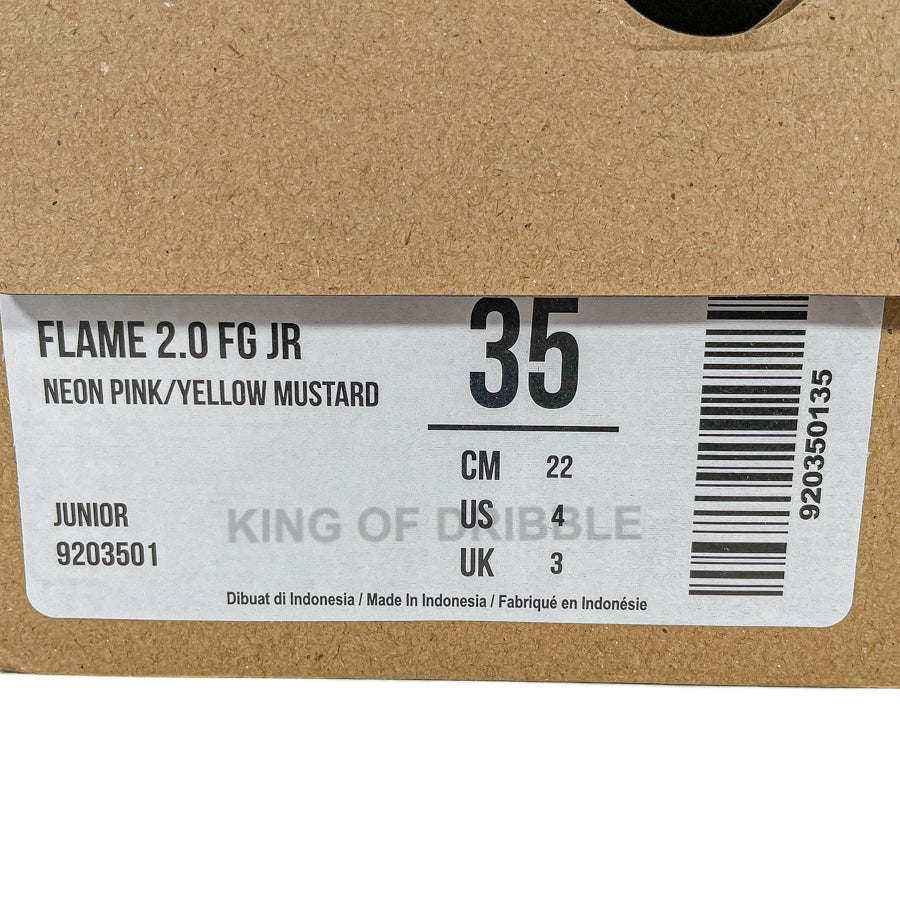 FLAME 2.0 FG JR
NEON PINK/YELLOW MUSTARD
35
CM 22
US 4
UK 3
JUNIOR
9203501
KING OF DRIBBLE
Dibuat di Indonesia / Made In Indonesia / Fabriqué en Indonésie
920350135